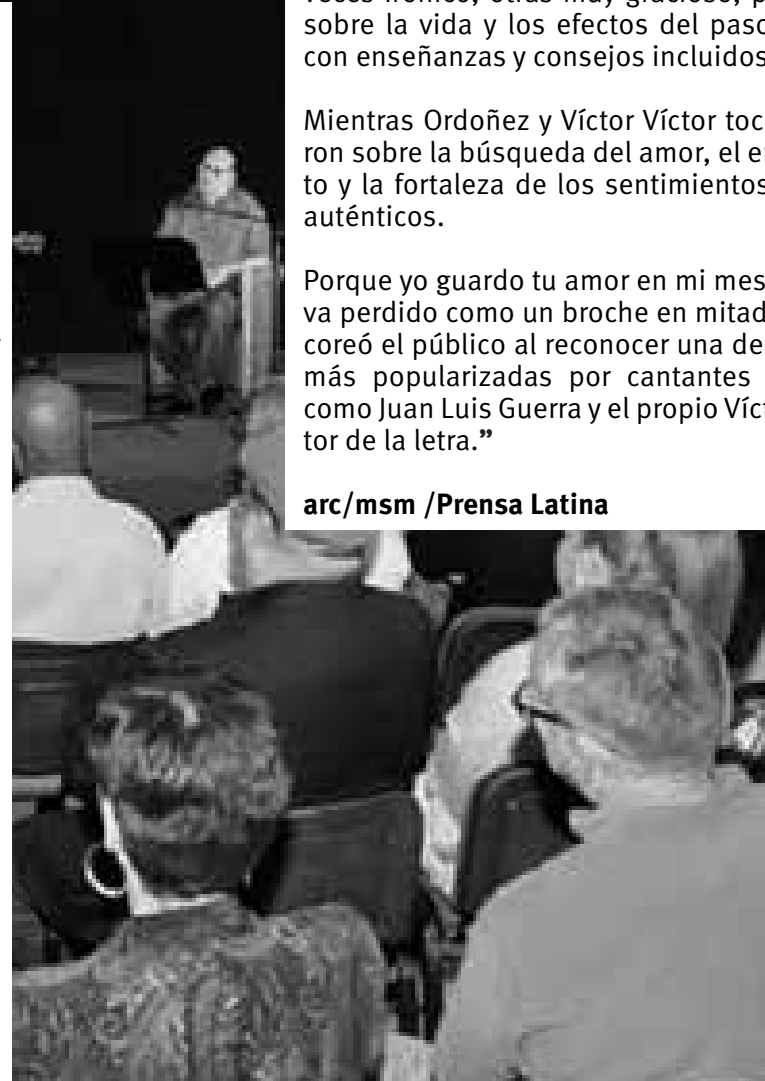 sobre la vida y los efectos del paso
con enseñanzas y consejos incluidos
Mientras Ordoñez y Víctor Víctor toc
ron sobre la búsqueda del amor, el
to y la fortaleza de los sentimientos
auténticos.
Porque yo guardo tu amor en mi mes
va perdido como un broche en mitad
coreó el público al reconocer una de
más popularizadas por cantantes
como Juan Luis Guerra y el propio Víc
tor de la letra.”
arc/msm /Prensa Latina